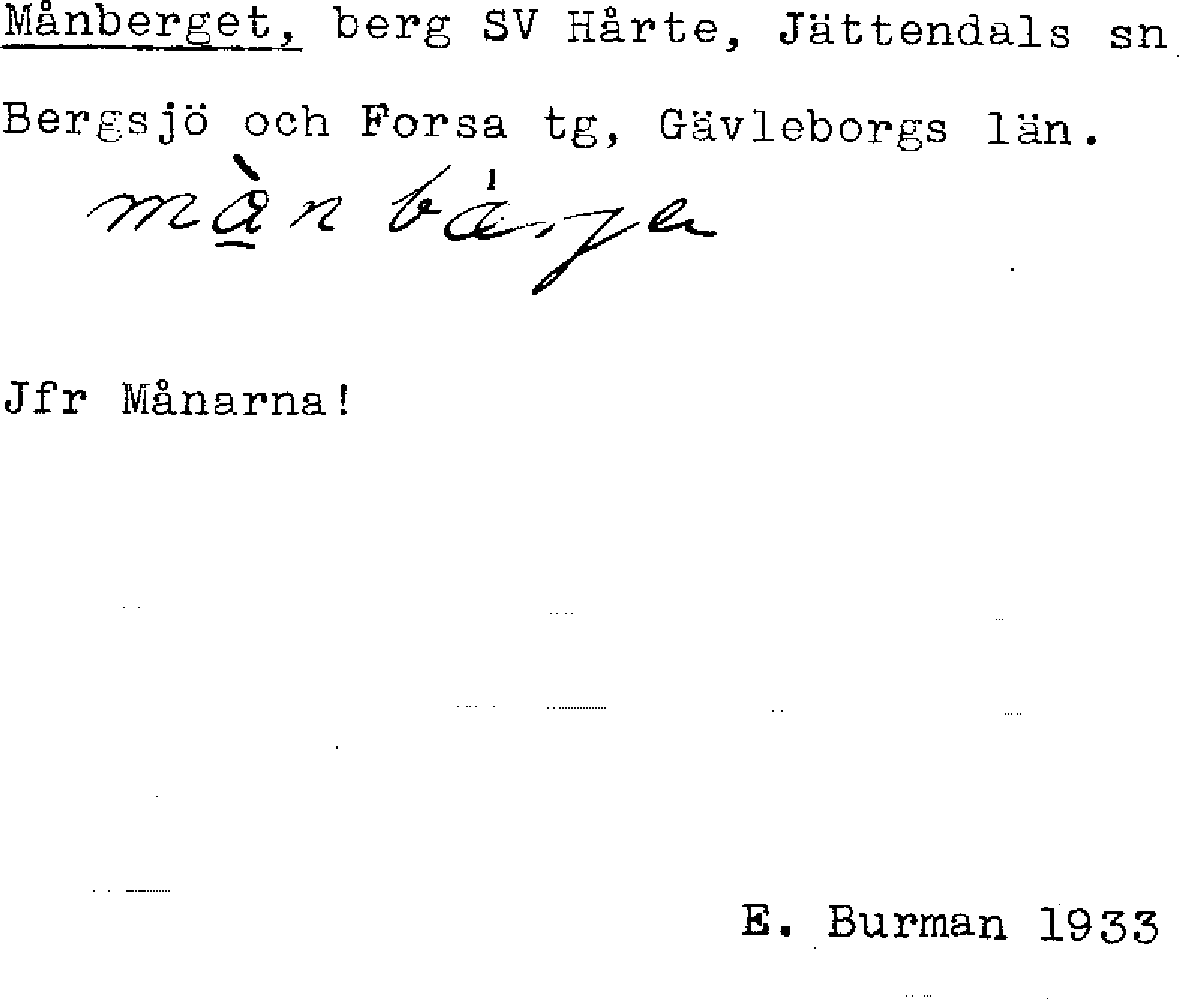 Månberget, berg SV Hårte, Jättendals sn
Bergsjö och Forsa tg, Gävleborgs län.
Jfr Månarna!
E. Burman 1933